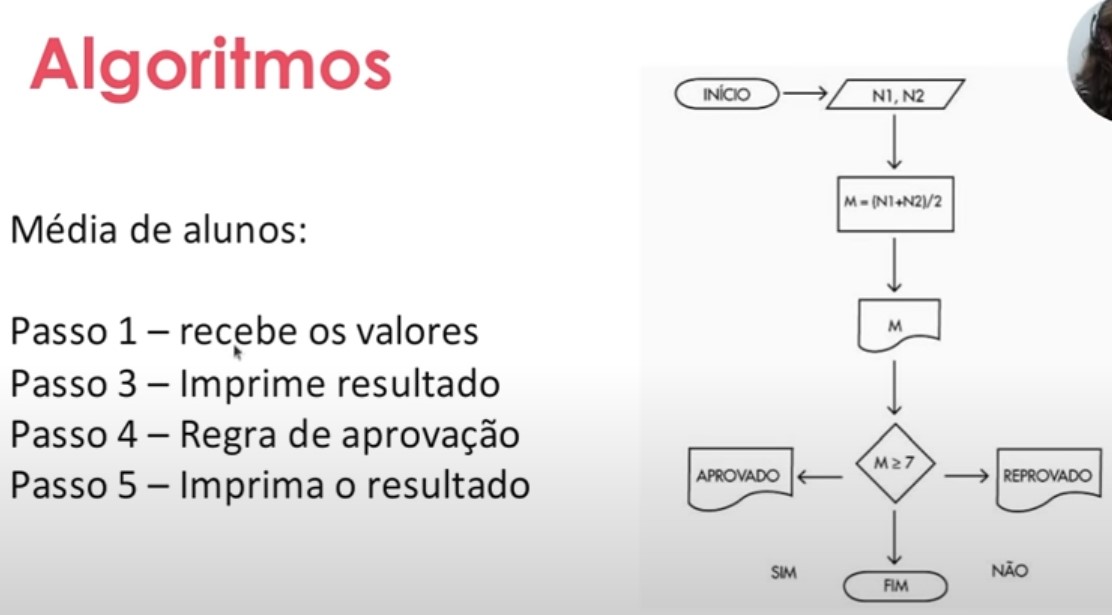 Algoritmos
Média de alunos:
Passo 1 – recebe os valores
Passo 3 – Imprime resultado
Passo 4 – Regra de aprovação
Passo 5 – Imprima o resultado
INÍCIO
N1, N2
M = (N1+N2)/2
M
M ≥ 7
APROVADO
REPROVADO
SIM
NÃO
FIM